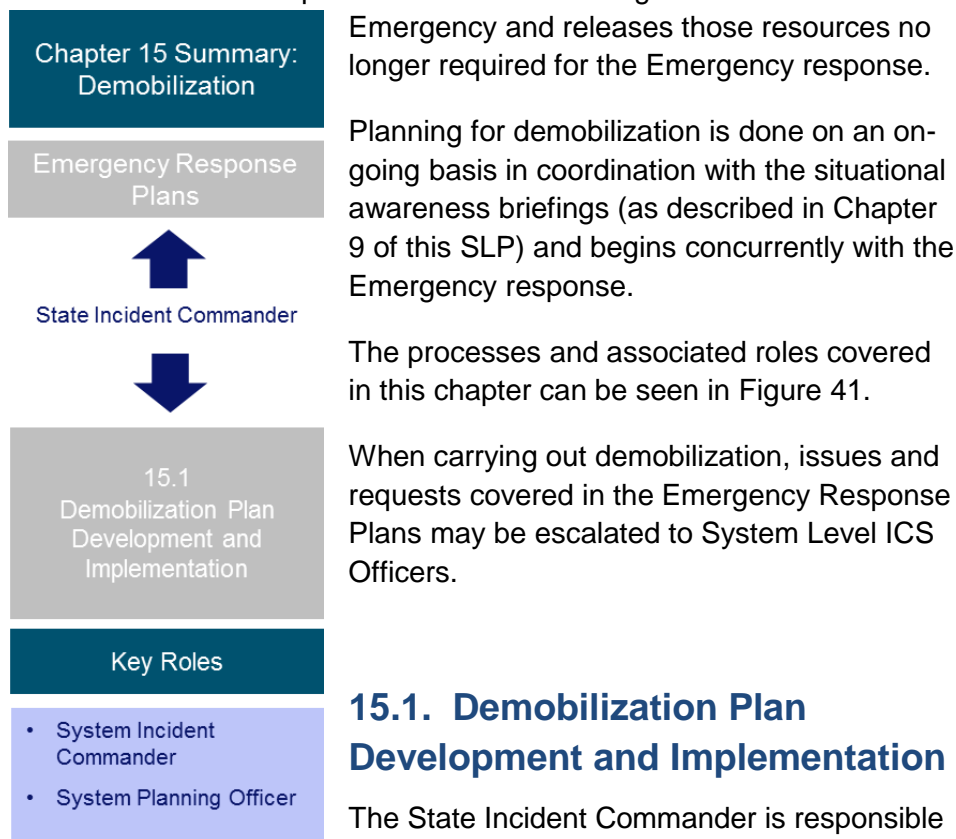 Chapter 15 Summary:
Demobilization
Emergency Response
Plans
State Incident Commander
15.1
Demobilization Plan
Development and
Implementation
Key Roles
• System Incident
Commander
• System Planning Officer
Emergency and releases those resources no
longer required for the Emergency response.
Planning for demobilization is done on an on-
going basis in coordination with the situational
awareness briefings (as described in Chapter
9 of this SLP) and begins concurrently with the
Emergency response.
The processes and associated roles covered
in this chapter can be seen in Figure 41.
When carrying out demobilization, issues and
requests covered in the Emergency Response
Plans may be escalated to System Level ICS
Officers.
15.1. Demobilization Plan
Development and Implementation
The State Incident Commander is responsible